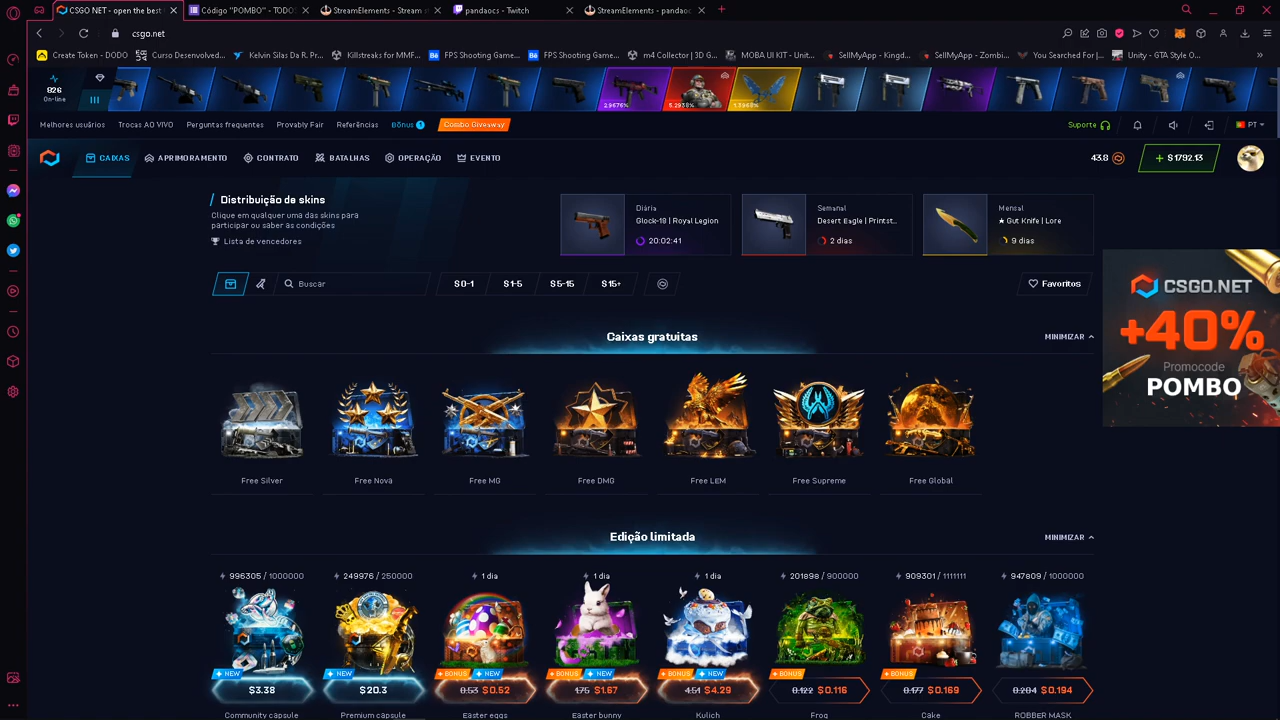 CSGO.NET - open the best
Código "POMBO" - TODOS
StreamElements - Stream s
pandaocs - Twitch
StreamElements - pandaoc
csgo.net
Create Token - DODO
Curso Desenvolved...
Kelvin Silas Da R. Pr...
Killstreaks for MMF...
FPS Shooting Game...
FPS Shooting Game...
m4 Collector | 3D G...
MOBA UI KIT - Unit...
SellMyApp - Kingd...
SellMyApp - Zombi...
You Searched For |...
Unity - GTA Style O...
826
On-line
2.9676%
5.2938%
1.3968%
Melhores usuários
Trocas AO VIVO
Perguntas frequentes
Provably Fair
Referências
Bônus
Combo Giveaway
Suporte
PT
CAIXAS
APRIMORAMENTO
CONTRATO
BATALHAS
OPERAÇÃO
EVENTO
43.8
+ $1792.13
Distribuição de skins
Clique em qualquer uma das skins para
participar ou saber as condições
Lista de vencedores
Diária
Glock-18 | Royal Legion
20:02:41
Semanal
Desert Eagle | Printst...
2 dias
Mensal
★ Gut Knife | Lore
9 dias
Buscar
$0-1
$1-5
$5-15
$15+
Favoritos
CSGO.NET
+40%
Promocode
POMBO
Caixas gratuitas
MINIMIZAR
Free Silver
Free Nova
Free MG
Free DMG
Free LEM
Free Supreme
Free Global
Edição limitada
MINIMIZAR
996305 / 1000000
249976 / 250000
1 dia
1 dia
1 dia
201898 / 900000
909301 / 1111111
947809 / 1000000
NEW
NEW
+ BONUS
NEW
+ BONUS
NEW
+ BONUS
NEW
+ BONUS
+ BONUS
$3.38
$20.3
0.53 $0.52
1.75 $1.67
4.51 $4.29
0.122 $0.116
0.177 $0.169
0.204 $0.194
Community capsule
Premium capsule
Easter eggs
Easter bunny
Kulich
Frog
Cake
ROBBER MASK